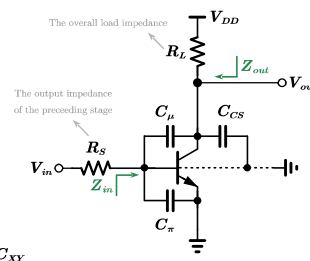 The overall load impedance
V_DD
R_L
Z_out
The output impedance
of the preceeding stage
C_μ
C_CS
R_S
V_in
Z_in
C_π
C_XY